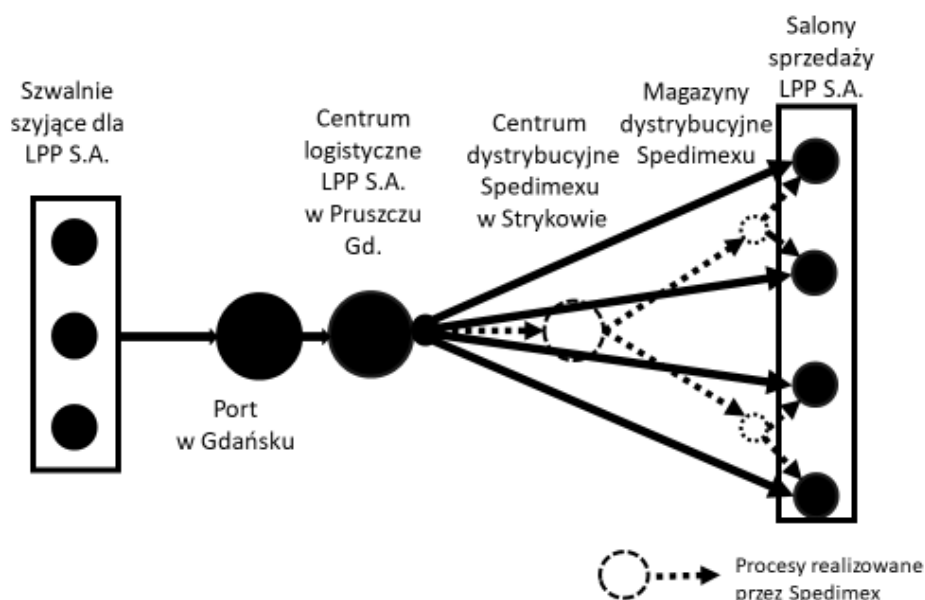 Szwalnie
szyjące dla
LPP S.A.
Port
w Gdańsku
Centrum
logistyczne
LPP S.A.
w Pruszczu
Gd.
Centrum
dystrybucyjne
Spedimexu
w Strykowie
Magazyny
dystrybucyjne
Spedimexu
Salony
sprzedaży
LPP S.A.
Procesy realizowane
przez Spedimex